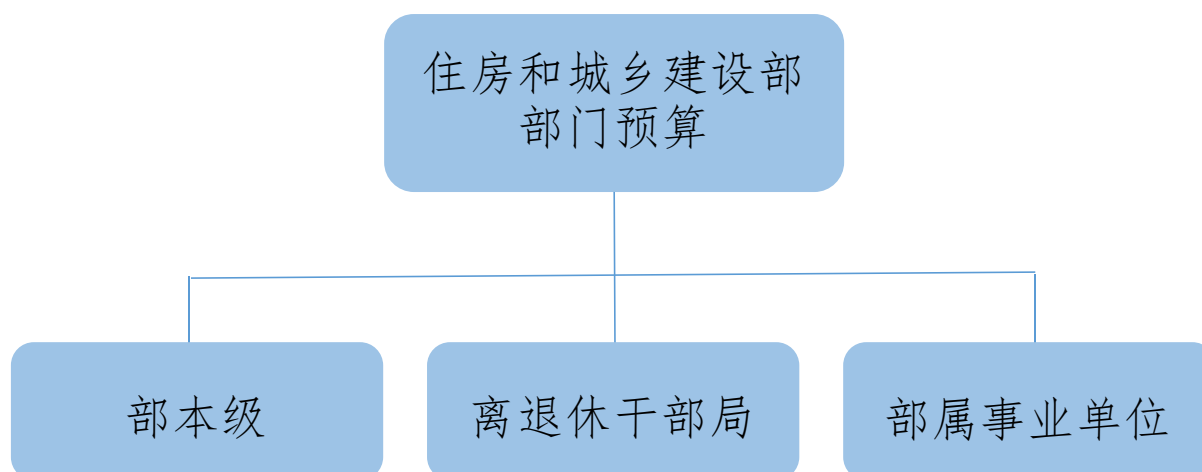 住房和城乡建设部
部门预算
部本级
离退休干部局
部属事业单位